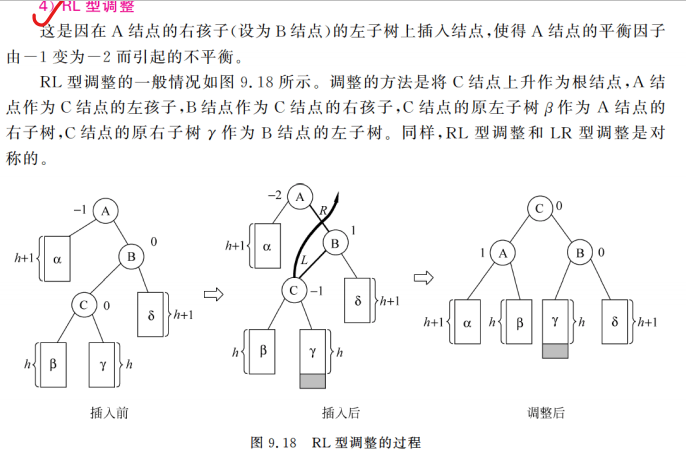 4) RL 型调整
这是因在 A 结点的右孩子(设为 B 结点)的左子树上插入结点,使得 A 结点的平衡因子
由-1 变为-2 而引起的不平衡。
RL 型调整的一般情况如图 9.18 所示。调整的方法是将 C 结点上升作为根结点,A 结
点作为 C 结点的左孩子,B 结点作为 C 结点的右孩子,C 结点的原左子树 β 作为 A 结点的
右子树,C 结点的原右子树 γ 作为 B 结点的左子树。同样,RL 型调整和 LR 型调整是对
称的。
-1 A
0
B
h+1 α
C 0
δ h+1
h β
γ h
插入前
-2 A
R
1
B
h+1 α
L
C -1
δ h+1
h β
γ h
插入后
C 0
1 A
B 0
h+1 α
h β
γ h
δ h+1
调整后
图 9.18 RL 型调整的过程